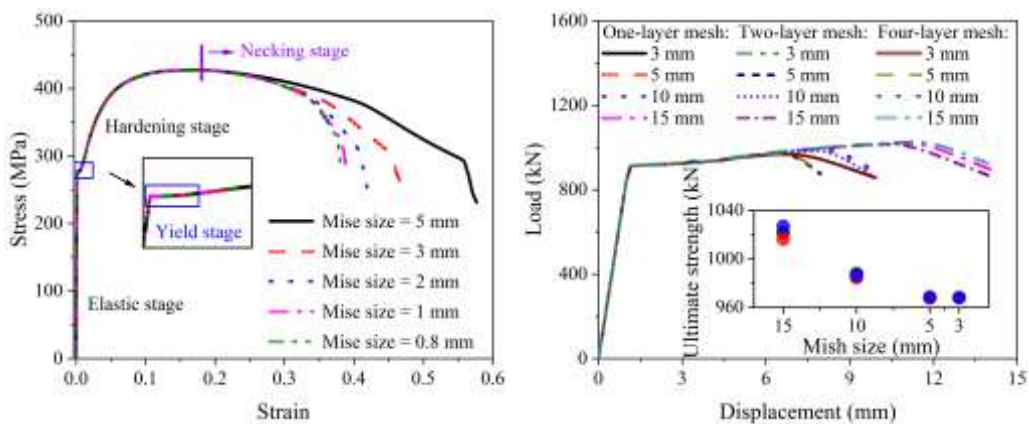 500
400
300
200
100
0
Stress (MPa)
0.0 0.1 0.2 0.3 0.4 0.5 0.6
Strain
Necking stage
Hardening stage
Yield stage
Elastic stage
Mise size = 5 mm
Mise size = 3 mm
Mise size = 2 mm
Mise size = 1 mm
Mise size = 0.8 mm
1600
1200
800
400
0
Load (kN)
0 3 6 9 12 15
Displacement (mm)
One-layer mesh: Two-layer mesh: Four-layer mesh:
3 mm 3 mm 3 mm
5 mm 5 mm 5 mm
10 mm 10 mm 10 mm
15 mm 15 mm 15 mm
Ultimate strength (kN
1040
1000
960
15 10 5 3
Mish size (mm)